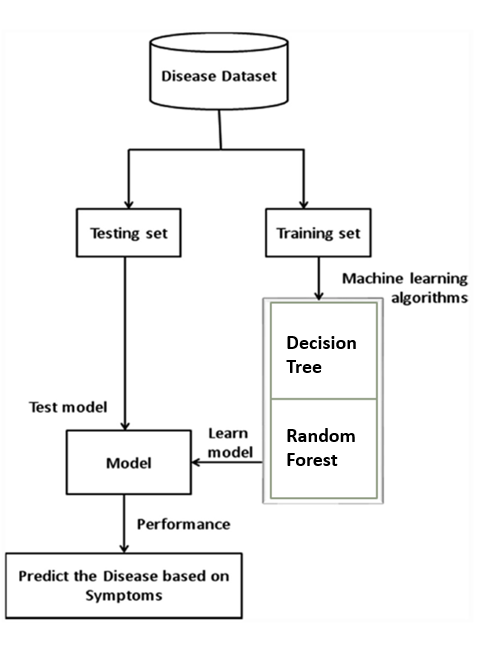 Disease Dataset
Testing set
Training set
Machine learning
algorithms
Decision
Tree
Test model
Learn
model
Random
Forest
Model
Performance
Predict the Disease based on
Symptoms